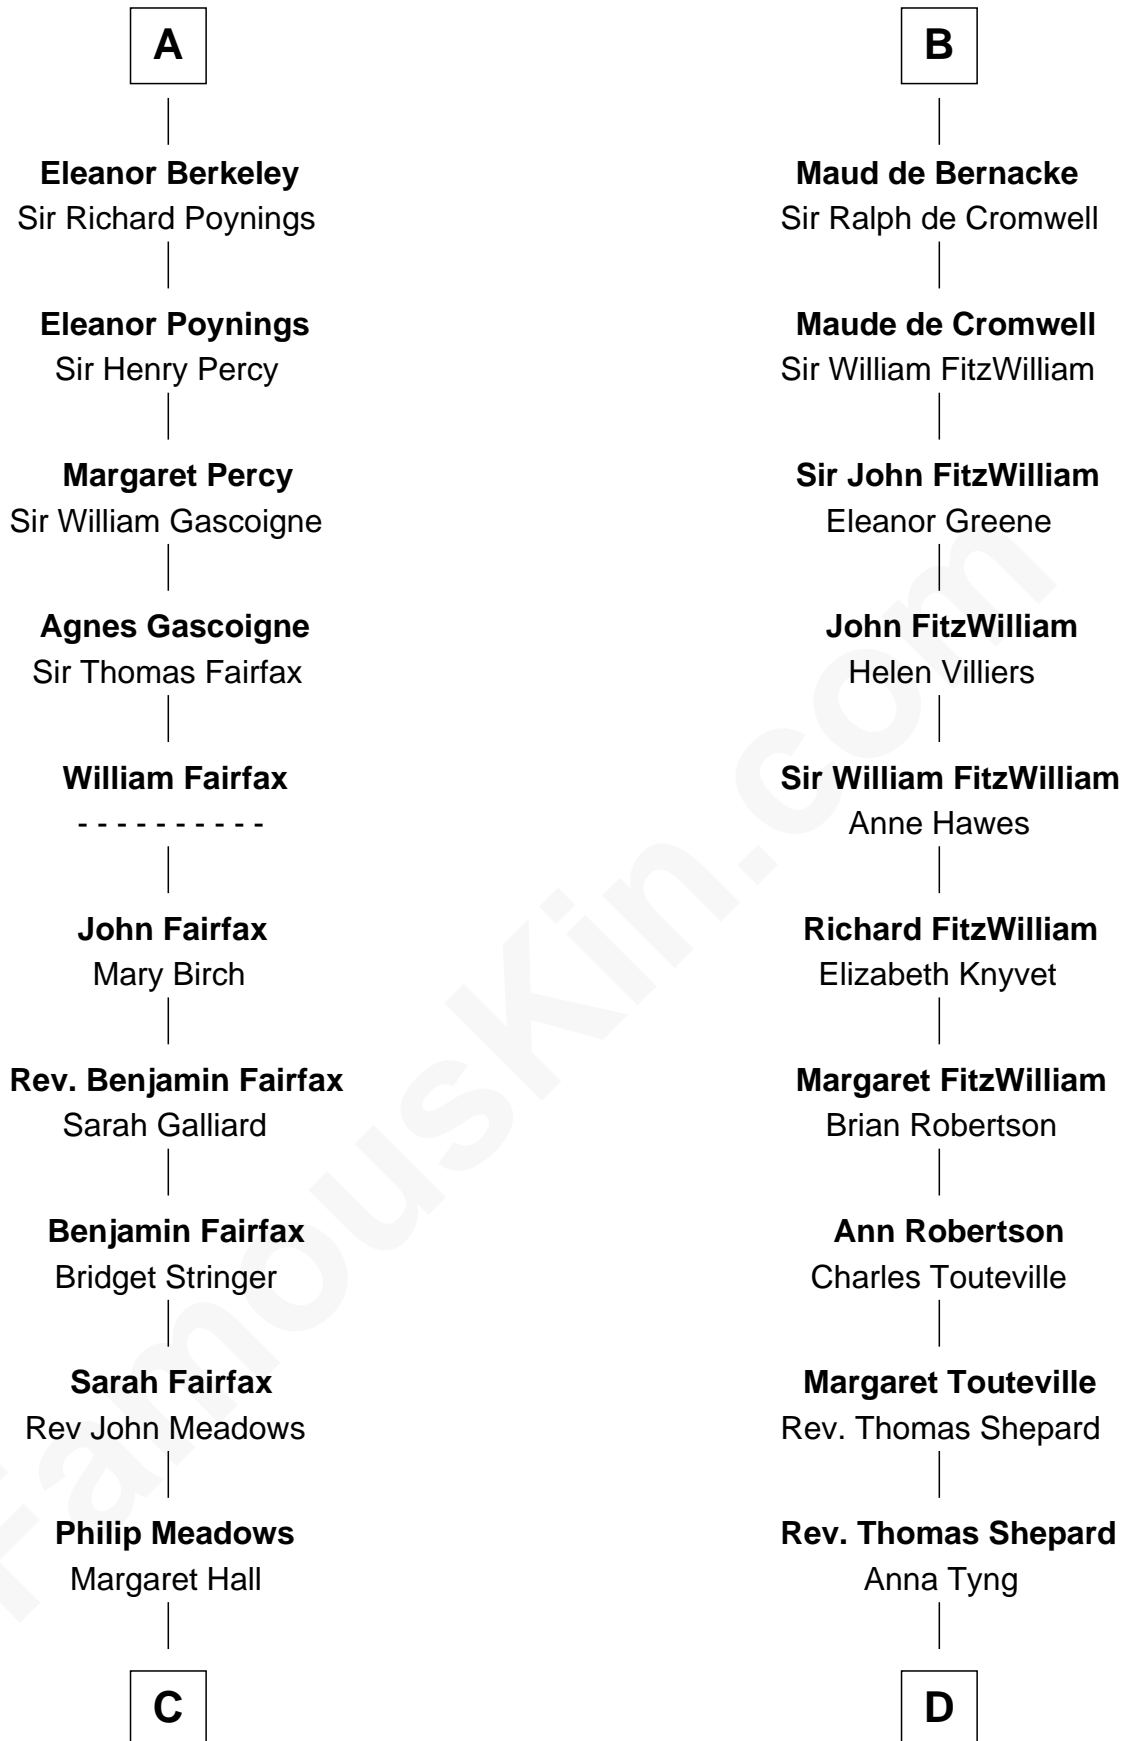 A
Eleanor Berkeley
Sir Richard Poynings
Eleanor Poynings
Sir Henry Percy
Margaret Percy
Sir William Gascoigne
Agnes Gascoigne
Sir Thomas Fairfax
William Fairfax
- - - - - - - - - -
John Fairfax
Mary Birch
Rev. Benjamin Fairfax
Sarah Galliard
Benjamin Fairfax
Bridget Stringer
Sarah Fairfax
Rev John Meadows
Philip Meadows
Margaret Hall
C
B
Maud de Bernacke
Sir Ralph de Cromwell
Maude de Cromwell
Sir William FitzWilliam
Sir John FitzWilliam
Eleanor Greene
John FitzWilliam
Helen Villiers
Sir William FitzWilliam
Anne Hawes
Richard FitzWilliam
Elizabeth Knyvet
Margaret FitzWilliam
Brian Robertson
Ann Robertson
Charles Touteville
Margaret Touteville
Rev. Thomas Shepard
Rev. Thomas Shepard
Anna Tyng
D
FamousKin.com